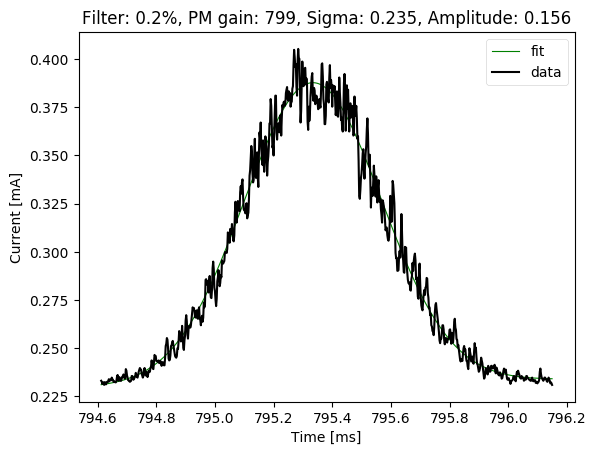 Filter: 0.2%, PM gain: 799, Sigma: 0.235, Amplitude: 0.156
fit
data
0.400
0.375
0.350
0.325
0.300
0.275
0.250
0.225
Current [mA]
794.6 794.8 795.0 795.2 795.4 795.6 795.8 796.0 796.2
Time [ms]